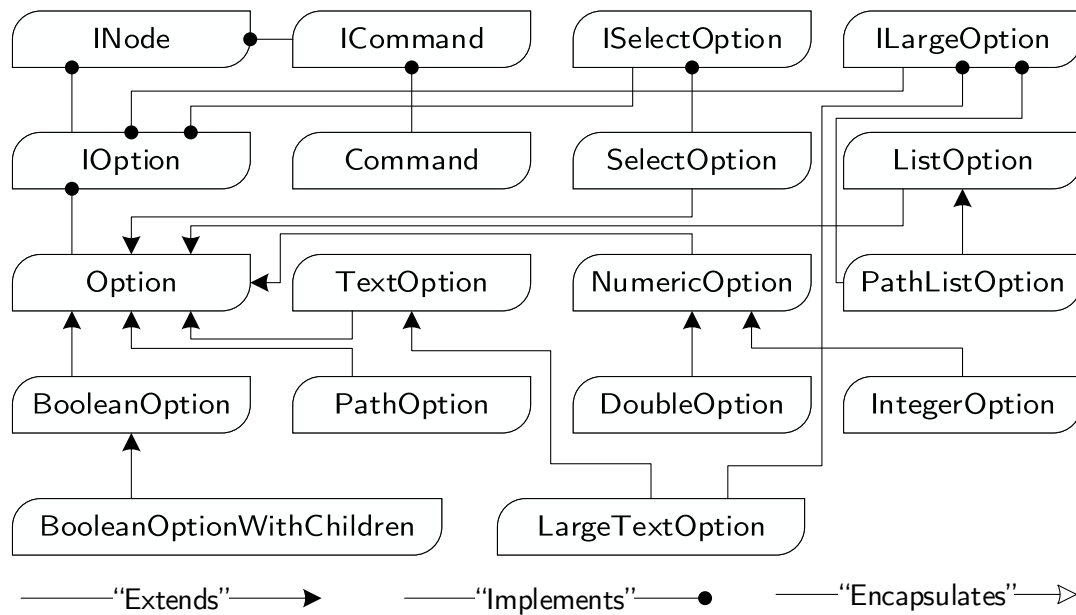 INode
ICommand
ISelectOption
ILargeOption
IOption
Command
SelectOption
ListOption
Option
TextOption
NumericOption
PathListOption
BooleanOption
PathOption
DoubleOption
IntegerOption
BooleanOptionWithChildren
LargeTextOption
“Extends”
“Implements”
“Encapsulates”